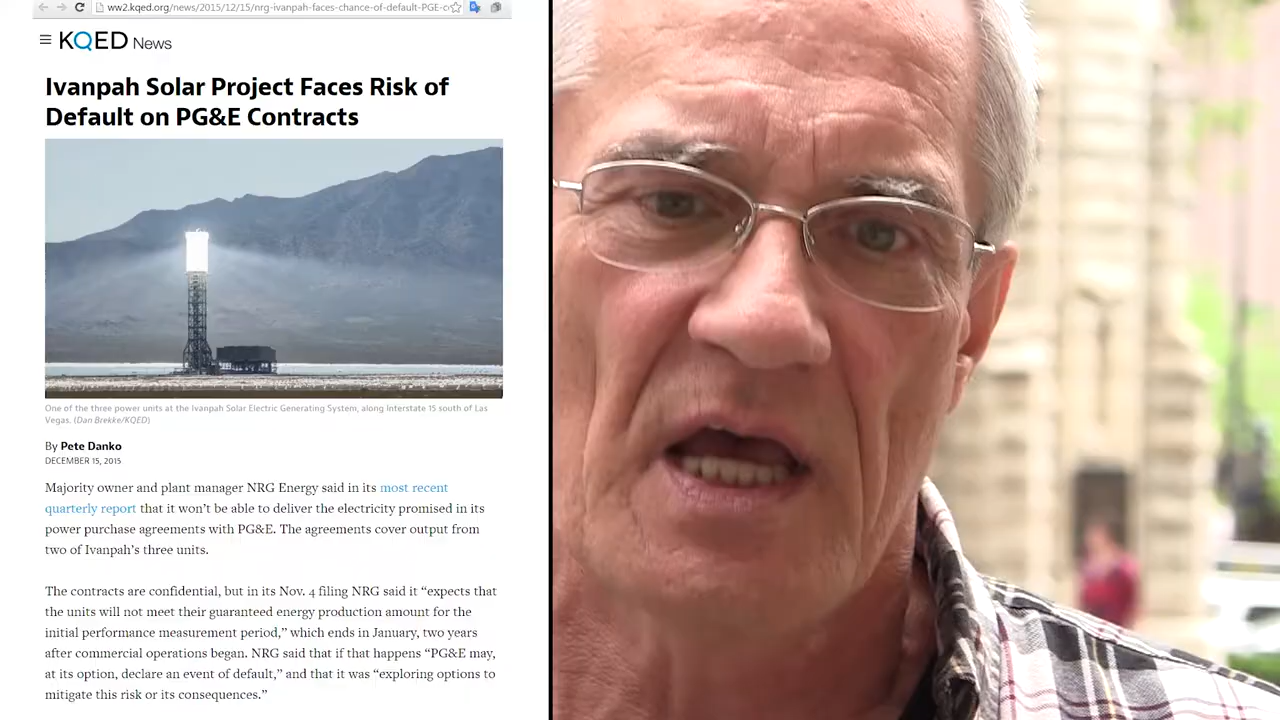 ww2.kqed.org/news/2015/12/15/nrg-ivanpah-faces-chance-of-default-PGE-c
KQED News
Ivanpah Solar Project Faces Risk of
Default on PG&E Contracts
One of the three power units at the Ivanpah Solar Electric Generating System, along Interstate 15 south of Las
Vegas. (Dan Brekke/KQED)
By Pete Danko
DECEMBER 15, 2015
Majority owner and plant manager NRG Energy said in its most recent
quarterly report that it won’t be able to deliver the electricity promised in its
power purchase agreements with PG&E. The agreements cover output from
two of Ivanpah’s three units.
The contracts are confidential, but in its Nov. 4 filing NRG said it “expects that
the units will not meet their guaranteed energy production amount for the
initial performance measurement period,” which ends in January, two years
after commercial operations began. NRG said that if that happens “PG&E may,
at its option, declare an event of default,” and that it was “exploring options to
mitigate this risk or its consequences.”